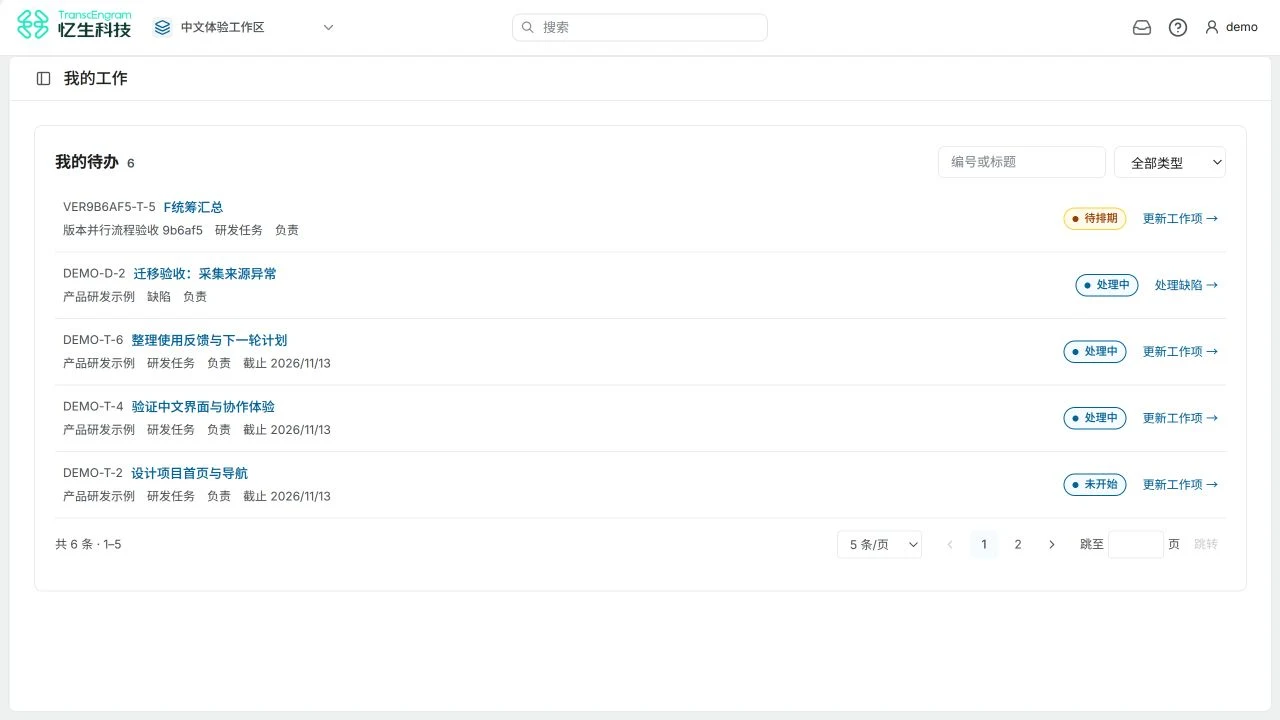 TranscEngram
忆生科技
中文体验工作区
搜索
demo
我的工作
我的待办 6
编号或标题
全部类型
VER9B6AF5-T-5 F统筹汇总
版本并行流程验收 9b6af5 研发任务 负责
待排期
更新工作项 →
DEMO-D-2 迁移验收：采集来源异常
产品研发示例 缺陷 负责
处理中
处理缺陷 →
DEMO-T-6 整理使用反馈与下一轮计划
产品研发示例 研发任务 负责 截止 2026/11/13
处理中
更新工作项 →
DEMO-T-4 验证中文界面与协作体验
产品研发示例 研发任务 负责 截止 2026/11/13
处理中
更新工作项 →
DEMO-T-2 设计项目首页与导航
产品研发示例 研发任务 负责 截止 2026/11/13
未开始
更新工作项 →
共 6 条 · 1–5
5 条/页
1
2
跳至
页
跳转